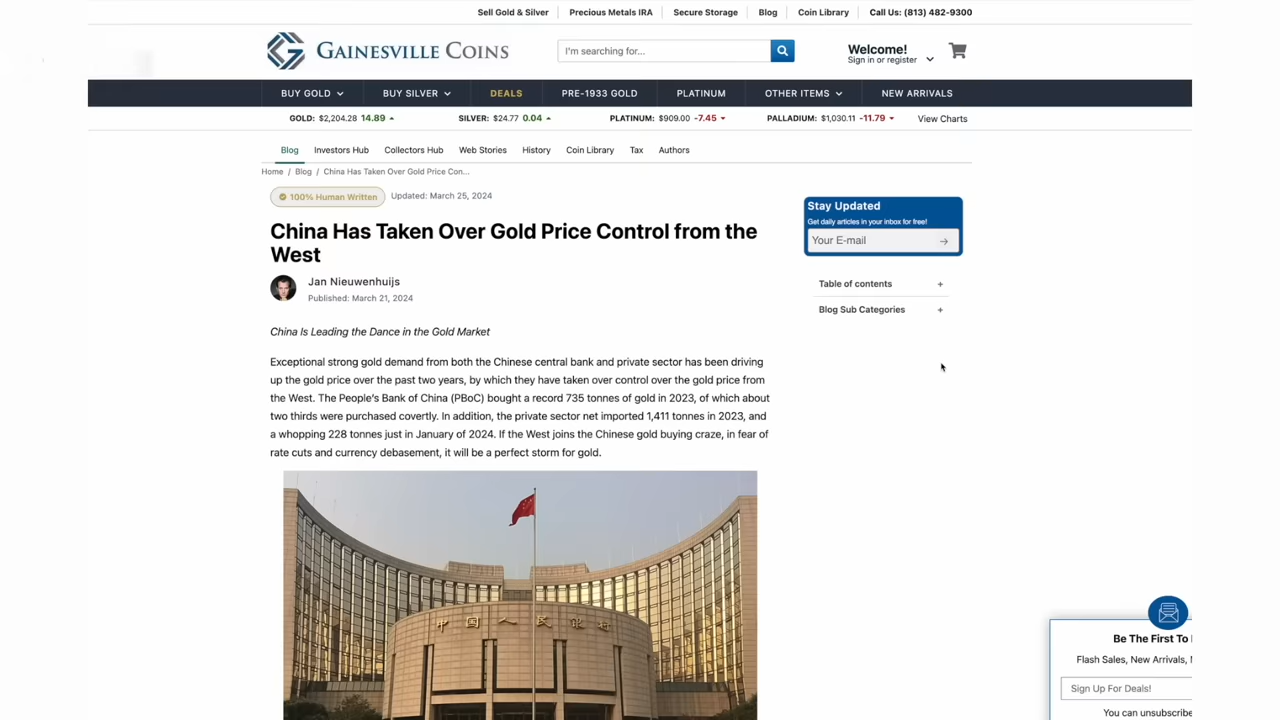 Sell Gold & Silver Precious Metals IRA Secure Storage Blog Coin Library Call Us: (813) 482-9300
GAINESVILLE COINS
I'm searching for...
Welcome!
Sign in or register
BUY GOLD BUY SILVER DEALS PRE-1933 GOLD PLATINUM OTHER ITEMS NEW ARRIVALS
GOLD: $2,204.28 14.89 SILVER: $24.77 0.04 PLATINUM: $909.00 -7.45 PALLADIUM: $1,030.11 -11.79 View Charts
Blog Investors Hub Collectors Hub Web Stories History Coin Library Tax Authors
Home / Blog / China Has Taken Over Gold Price Con...
100% Human Written Updated: March 25, 2024
China Has Taken Over Gold Price Control from the
West
Jan Nieuwenhuijs
Published: March 21, 2024
China Is Leading the Dance in the Gold Market
Exceptional strong gold demand from both the Chinese central bank and private sector has been driving
up the gold price over the past two years, by which they have taken over control over the gold price from
the West. The People's Bank of China (PBoC) bought a record 735 tonnes of gold in 2023, of which about
two thirds were purchased covertly. In addition, the private sector net imported 1,411 tonnes in 2023, and
a whopping 228 tonnes just in January of 2024. If the West joins the Chinese gold buying craze, in fear of
rate cuts and currency debasement, it will be a perfect storm for gold.
中国人民银行
Stay Updated
Get daily articles in your inbox for free!
Your E-mail
Table of contents +
Blog Sub Categories +
Be The First To
Flash Sales, New Arrivals,
Sign Up For Deals!
You can unsubscribe